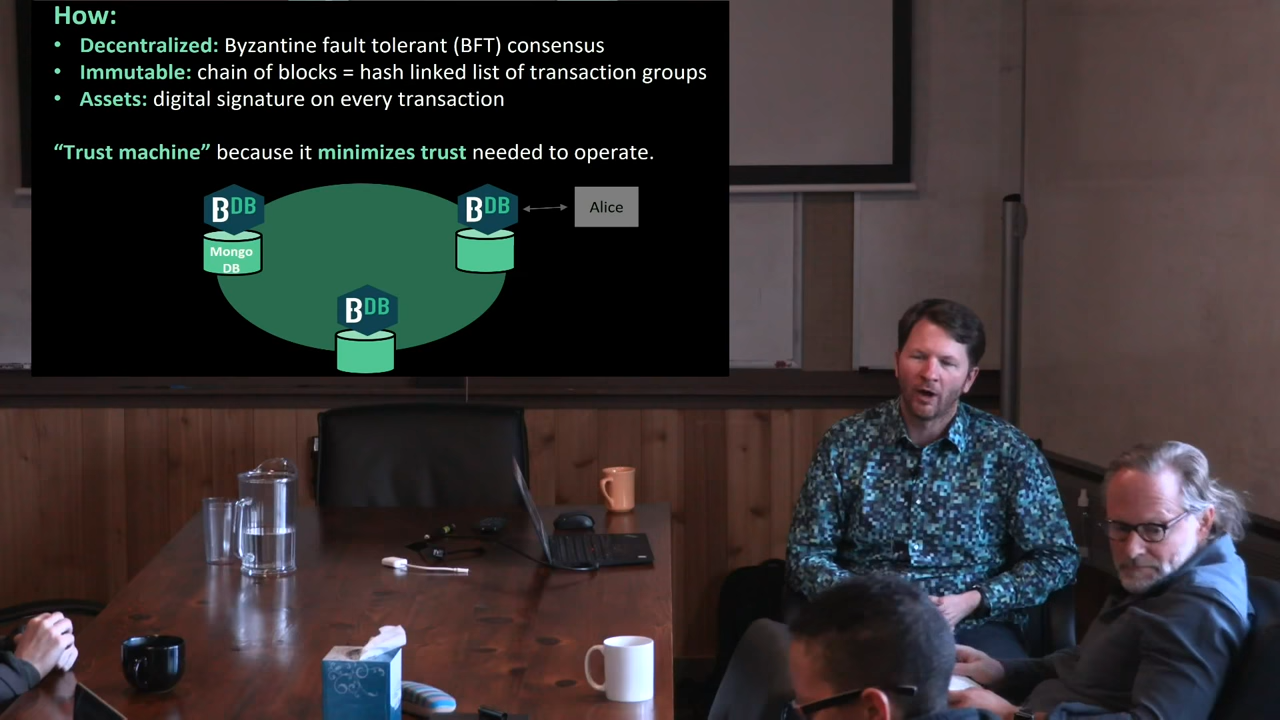 How:
• Decentralized: Byzantine fault tolerant (BFT) consensus
• Immutable: chain of blocks = hash linked list of transaction groups
• Assets: digital signature on every transaction
“Trust machine” because it minimizes trust needed to operate.
BDB
BDB
Alice
Mongo
DB
BDB